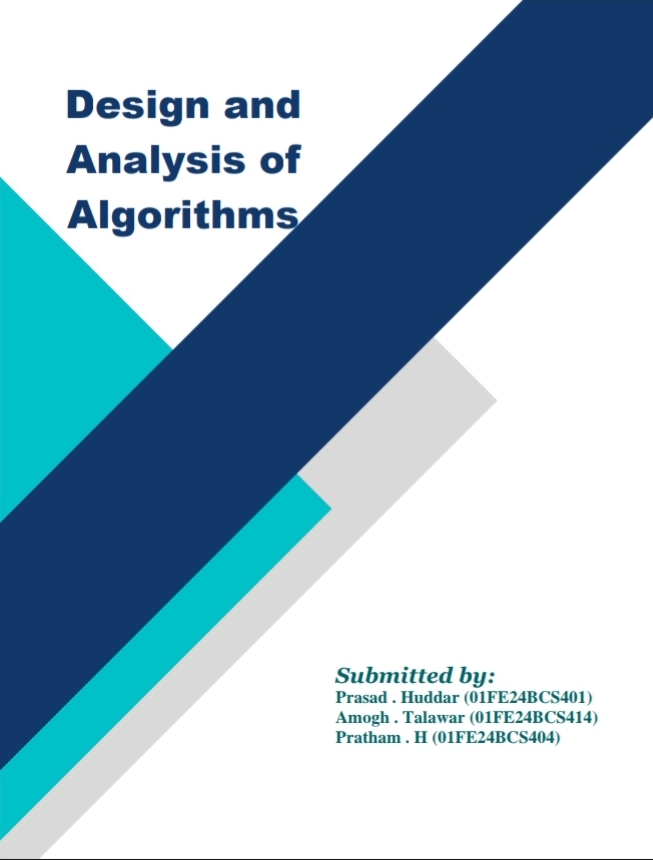 Design and
Analysis of
Algorithms
Submitted by:
Prasad . Huddar (01FE24BCS401)
Amogh . Talawar (01FE24BCS414)
Pratham . H (01FE24BCS404)